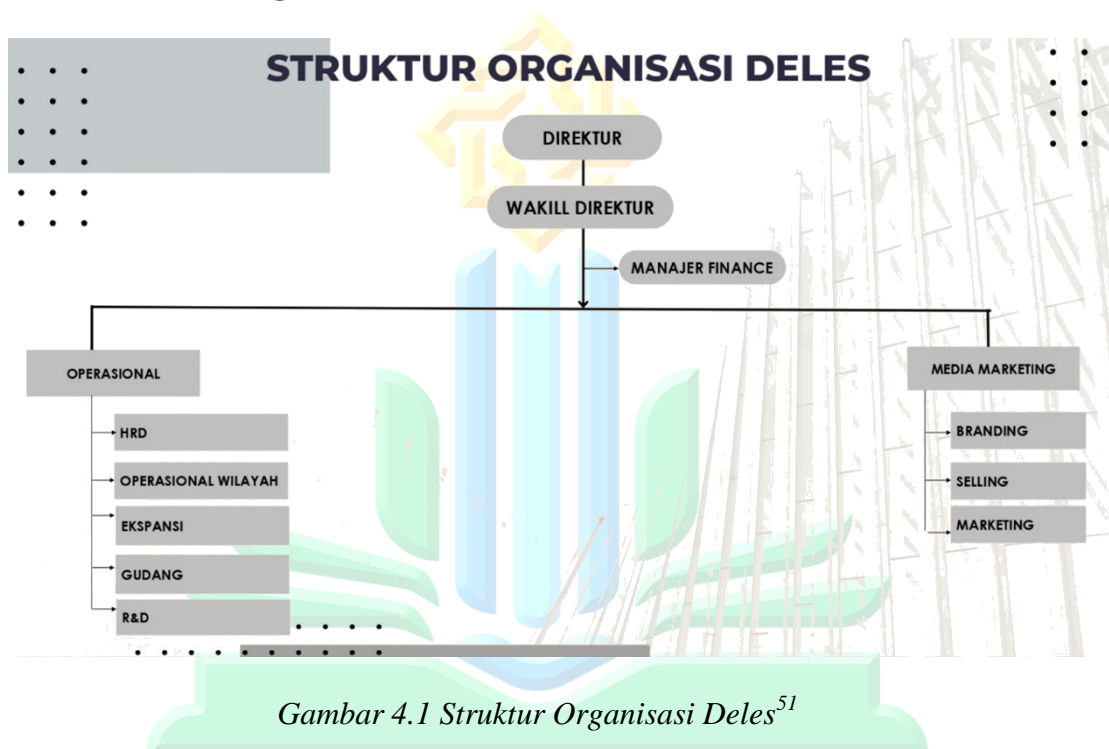 STRUKTUR ORGANISASI DELES
DIREKTUR
WAKILL DIREKTUR
MANAJER FINANCE
OPERASIONAL
HRD
OPERASIONAL WILAYAH
EKSPANSI
GUDANG
R&D
MEDIA MARKETING
BRANDING
SELLING
MARKETING
Gambar 4.1 Struktur Organisasi Deles51